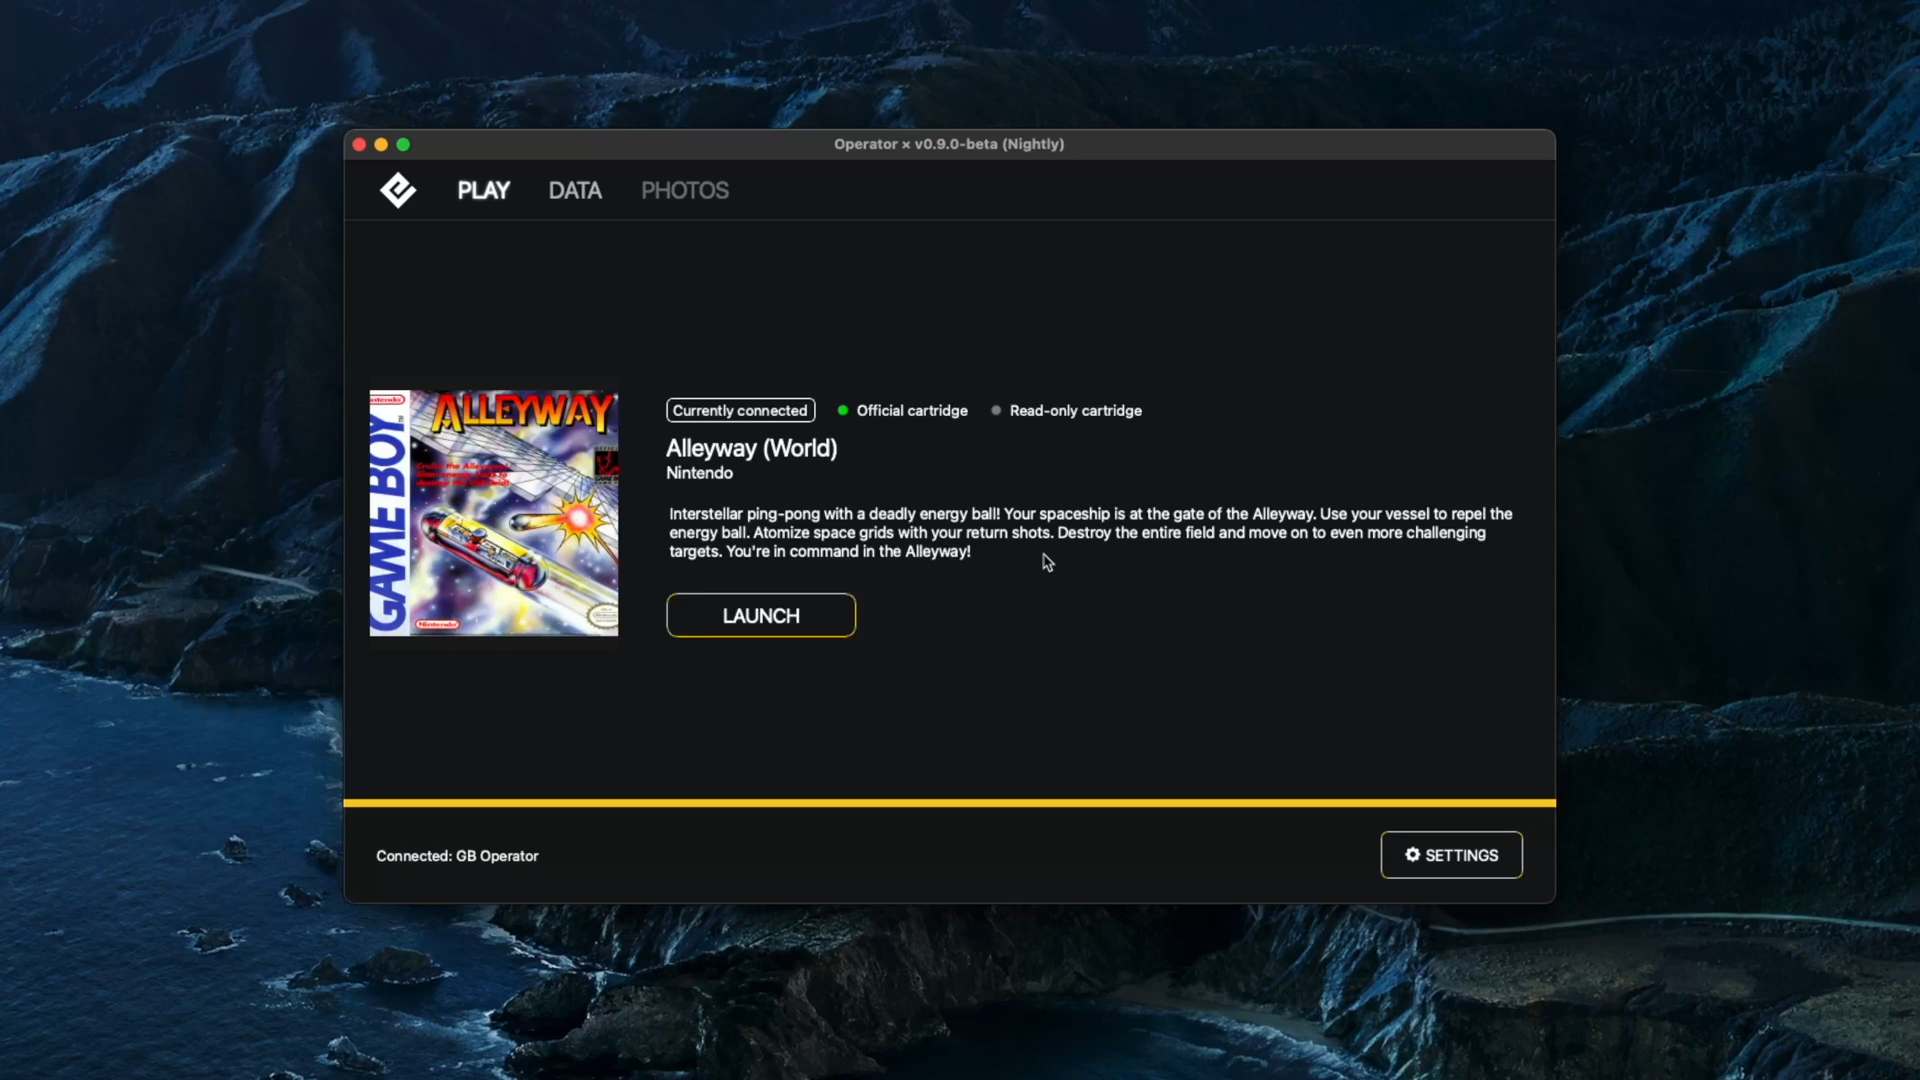 Operator × v0.9.0-beta (Nightly)
PLAY
DATA
PHOTOS
Nintendo
ALLEYWAY
GAME BOY
Nintendo
Currently connected
Official cartridge
Read-only cartridge
Alleyway (World)
Nintendo
Interstellar ping-pong with a deadly energy ball! Your spaceship is at the gate of the Alleyway. Use your vessel to repel the
energy ball. Atomize space grids with your return shots. Destroy the entire field and move on to even more challenging
targets. You're in command in the Alleyway!
LAUNCH
Connected: GB Operator
SETTINGS